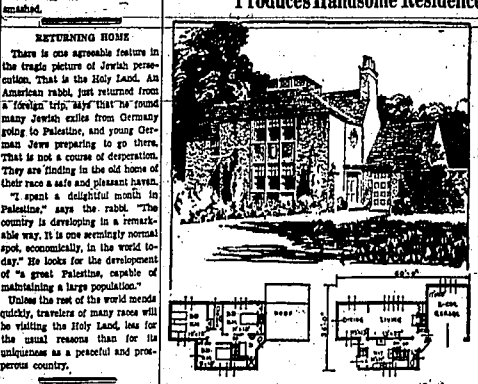 smashed.
Produces Handsome Residence
RETURNING HOME
There is one agreeable feature in
the tragic picture of Jewish perse-
cution. That is the Holy Land. An
American rabbi, just returned from
a foreign trip, says that he found
many Jewish exiles from Germany
going to Palestine, and young Ger-
man Jews preparing to go there.
That is not a course of desperation.
They are finding in the old home of
their race a safe and pleasant haven.
"I spent a delightful month in
Palestine," says the rabbi. "The
country is developing in a remark-
able way. It is one seemingly normal
spot, economically, in the world to-
day." He looks for the development
of "a great Palestine, capable of
maintaining a large population."
Unless the rest of the world mends
quickly, travelers of many races will
be visiting the Holy Land, less for
the usual reasons than for its
uniqueness as a peaceful and pros-
perous country.
ROOF
DINING
LIVING
GARAGE